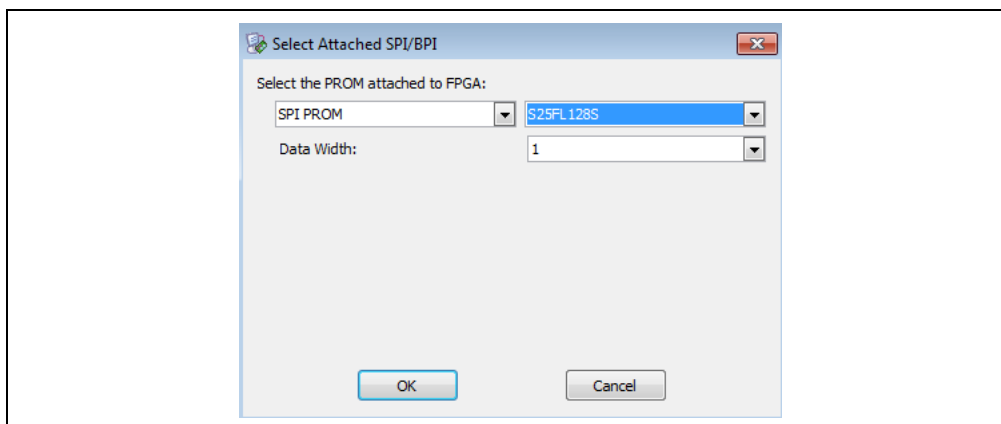 Select Attached SPI/BPI
Select the PROM attached to FPGA:
SPI PROM S25FL128S
Data Width: 1
OK Cancel